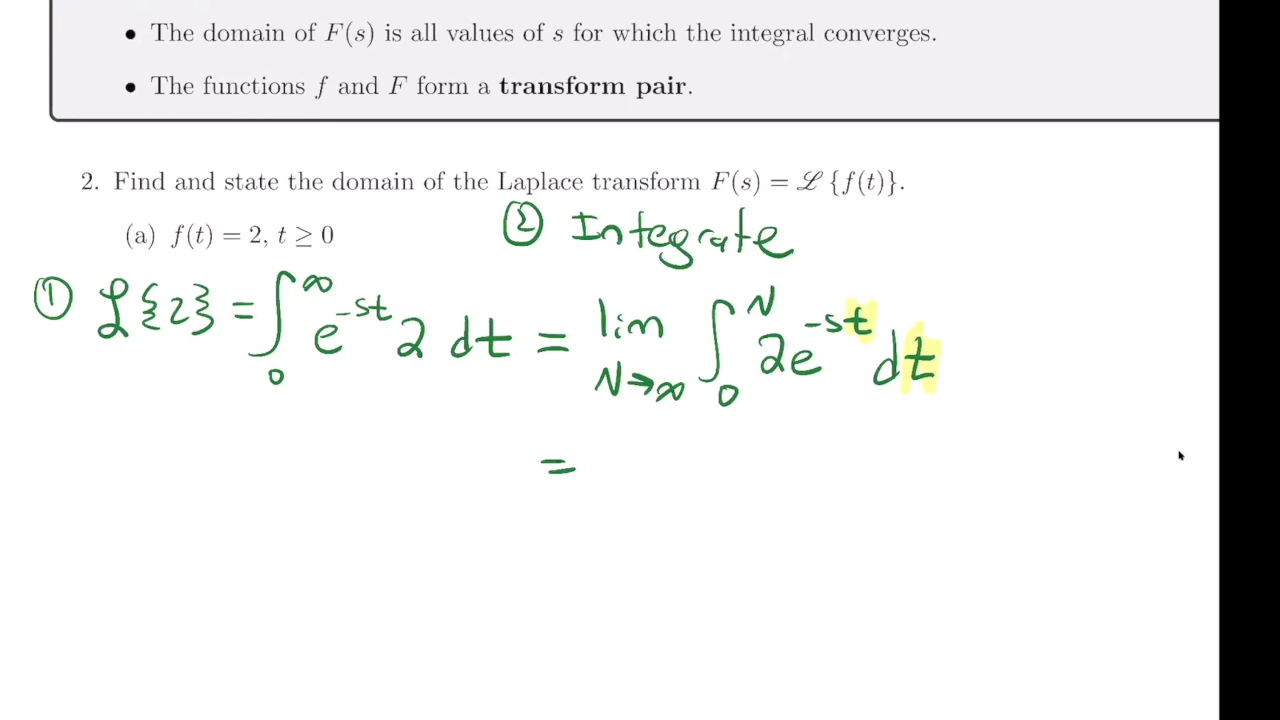 • The domain of F(s) is all values of s for which the integral converges.
• The functions f and F form a transform pair.
2. Find and state the domain of the Laplace transform F(s) = ℒ {f(t)}.
(a) f(t) = 2, t ≥ 0
② Integrate
① ℒ{2} = ∫₀^∞ e^{-st} 2 dt = lim_{N→∞} ∫₀^N 2e^{-st} dt
=